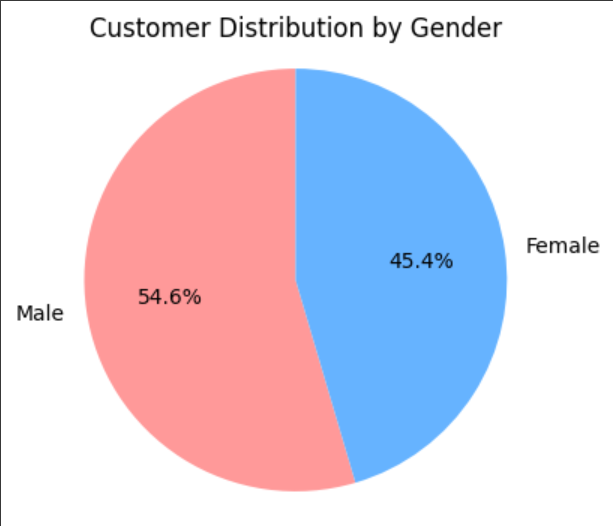 Customer Distribution by Gender
Female
45.4%
54.6%
Male